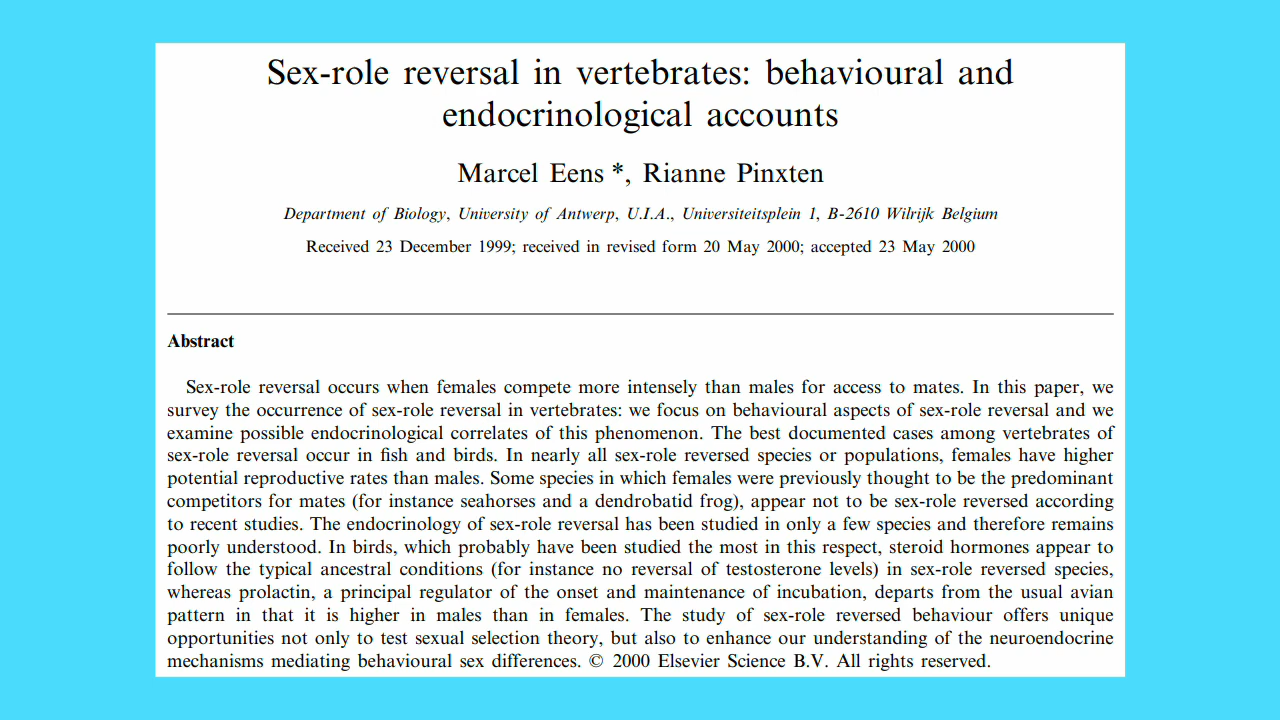 Sex-role reversal in vertebrates: behavioural and
endocrinological accounts
Marcel Eens *, Rianne Pinxten
Department of Biology, University of Antwerp, U.I.A., Universiteitsplein 1, B-2610 Wilrijk Belgium
Received 23 December 1999; received in revised form 20 May 2000; accepted 23 May 2000
Abstract
Sex-role reversal occurs when females compete more intensely than males for access to mates. In this paper, we
survey the occurrence of sex-role reversal in vertebrates: we focus on behavioural aspects of sex-role reversal and we
examine possible endocrinological correlates of this phenomenon. The best documented cases among vertebrates of
sex-role reversal occur in fish and birds. In nearly all sex-role reversed species or populations, females have higher
potential reproductive rates than males. Some species in which females were previously thought to be the predominant
competitors for mates (for instance seahorses and a dendrobatid frog), appear not to be sex-role reversed according
to recent studies. The endocrinology of sex-role reversal has been studied in only a few species and therefore remains
poorly understood. In birds, which probably have been studied the most in this respect, steroid hormones appear to
follow the typical ancestral conditions (for instance no reversal of testosterone levels) in sex-role reversed species,
whereas prolactin, a principal regulator of the onset and maintenance of incubation, departs from the usual avian
pattern in that it is higher in males than in females. The study of sex-role reversed behaviour offers unique
opportunities not only to test sexual selection theory, but also to enhance our understanding of the neuroendocrine
mechanisms mediating behavioural sex differences. © 2000 Elsevier Science B.V. All rights reserved.